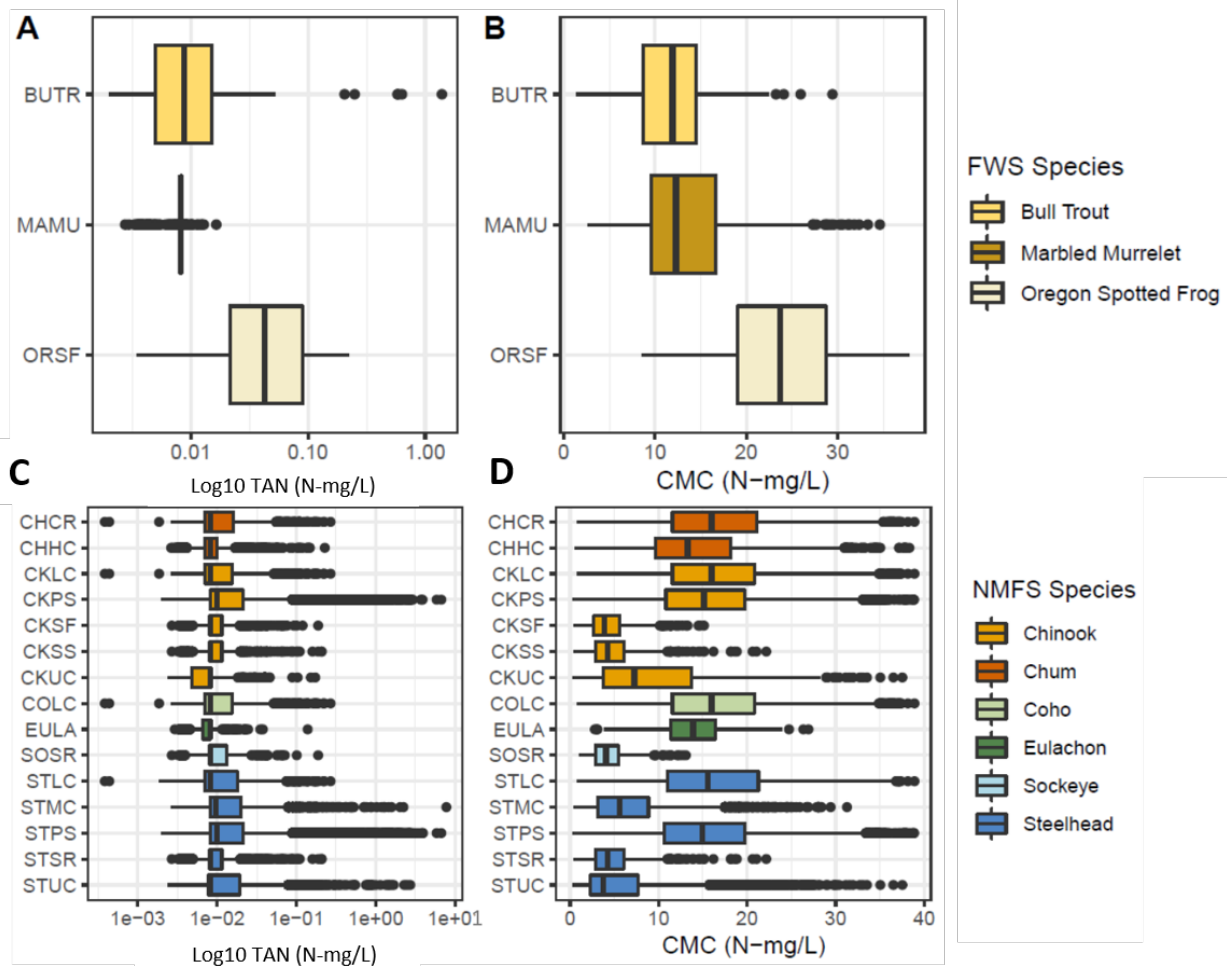 A
BUTR
MAMU
ORSF
0.01 0.10 1.00
Log10 TAN (N-mg/L)
B
BUTR
MAMU
ORSF
0 10 20 30
CMC (N−mg/L)
FWS Species
Bull Trout
Marbled Murrelet
Oregon Spotted Frog
C
CHCR
CHHC
CKLC
CKPS
CKSF
CKSS
CKUC
COLC
EULA
SOSR
STLC
STMC
STPS
STSR
STUC
1e−03 1e−02 1e−01 1e+00 1e+01
Log10 TAN (N-mg/L)
D
CHCR
CHHC
CKLC
CKPS
CKSF
CKSS
CKUC
COLC
EULA
SOSR
STLC
STMC
STPS
STSR
STUC
0 10 20 30 40
CMC (N−mg/L)
NMFS Species
Chinook
Chum
Coho
Eulachon
Sockeye
Steelhead